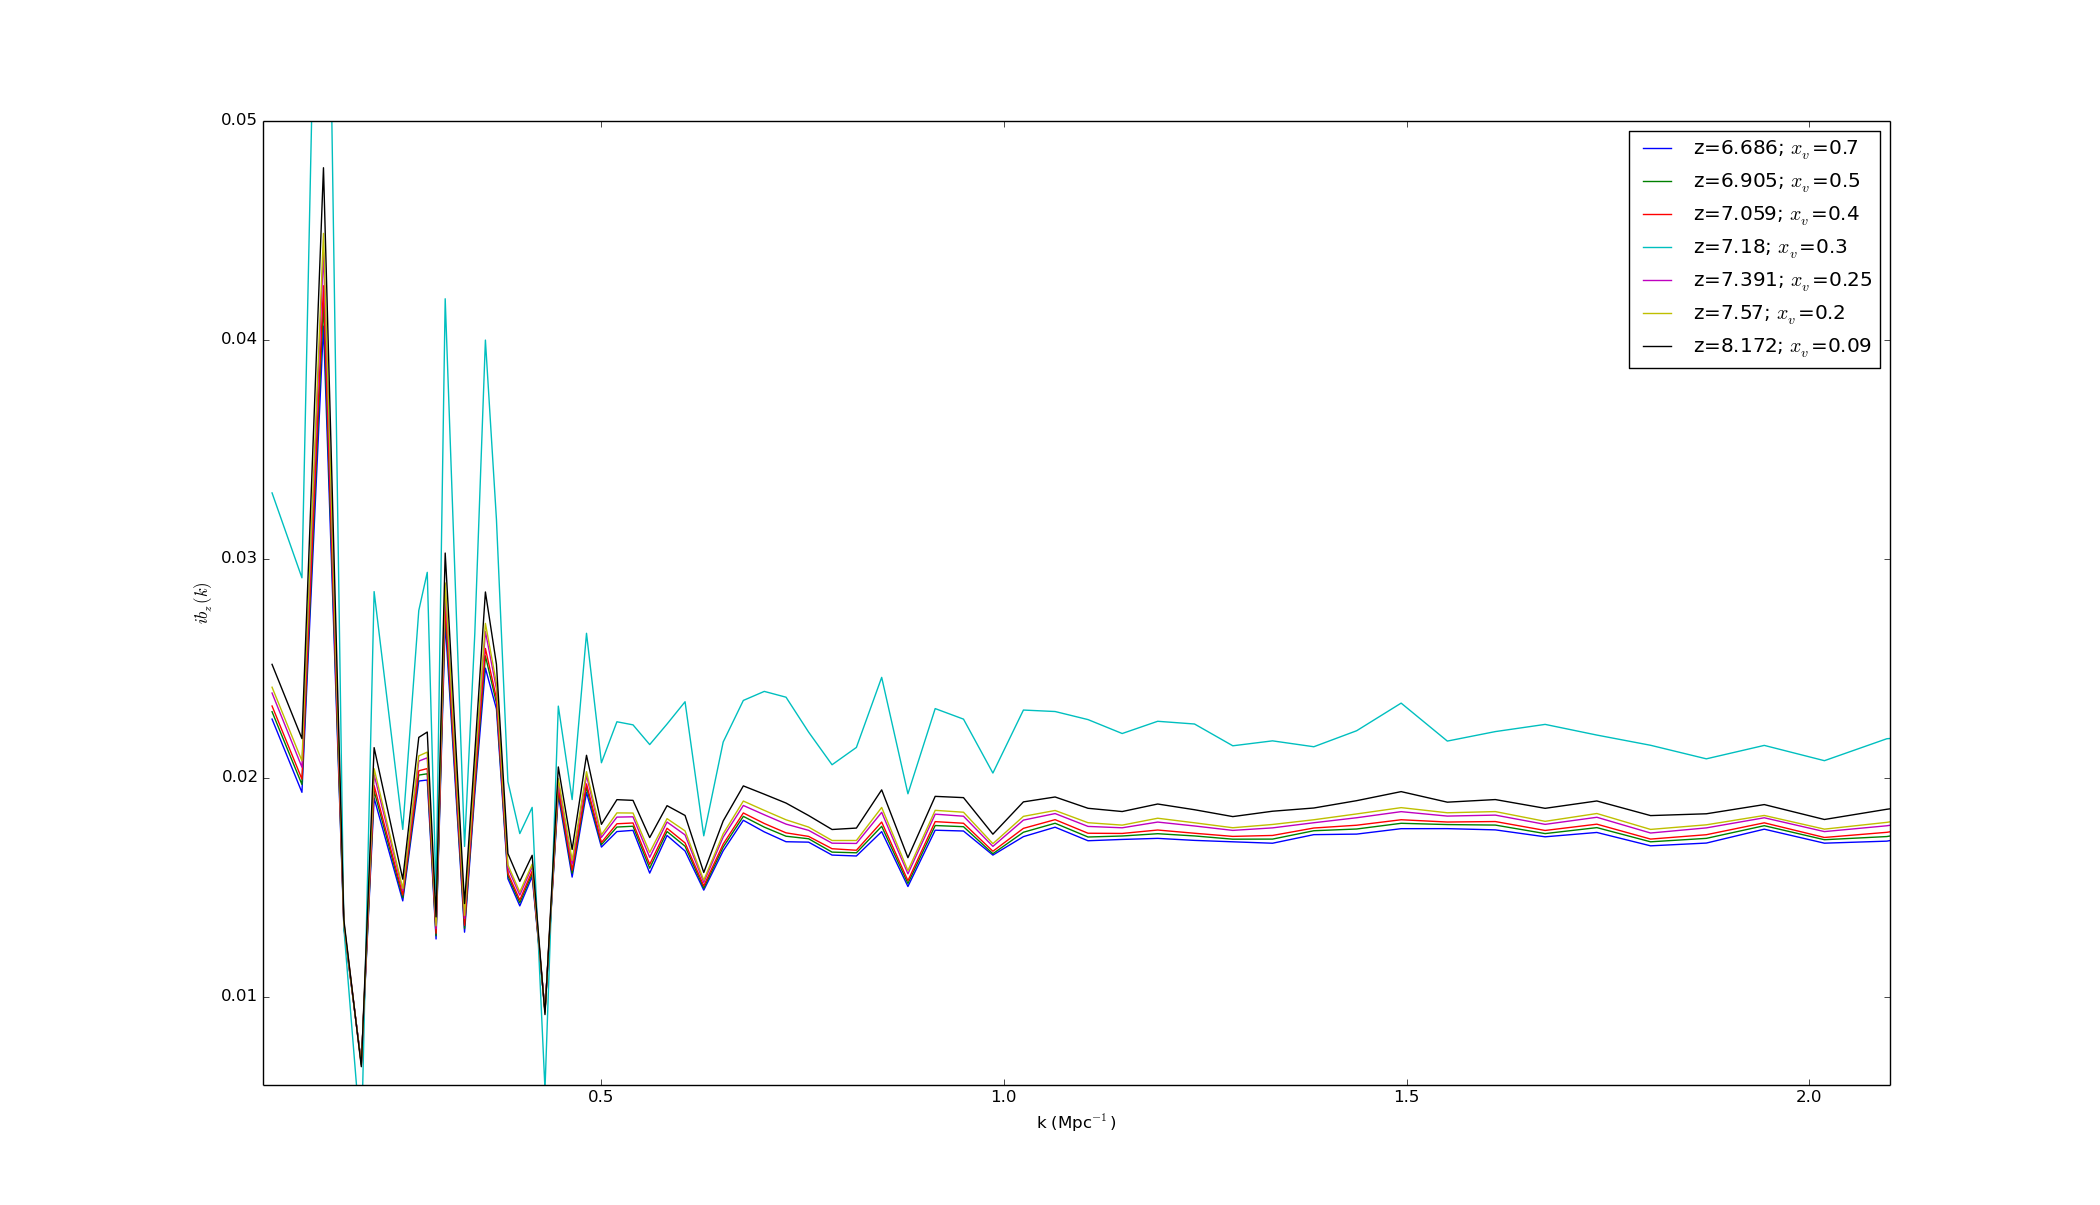 0.05
0.04
0.03
0.02
0.01
ib_z(k)
z=6.686; x_v=0.7
z=6.905; x_v=0.5
z=7.059; x_v=0.4
z=7.18; x_v=0.3
z=7.391; x_v=0.25
z=7.57; x_v=0.2
z=8.172; x_v=0.09
0.5 1.0 1.5 2.0
k (Mpc⁻¹)